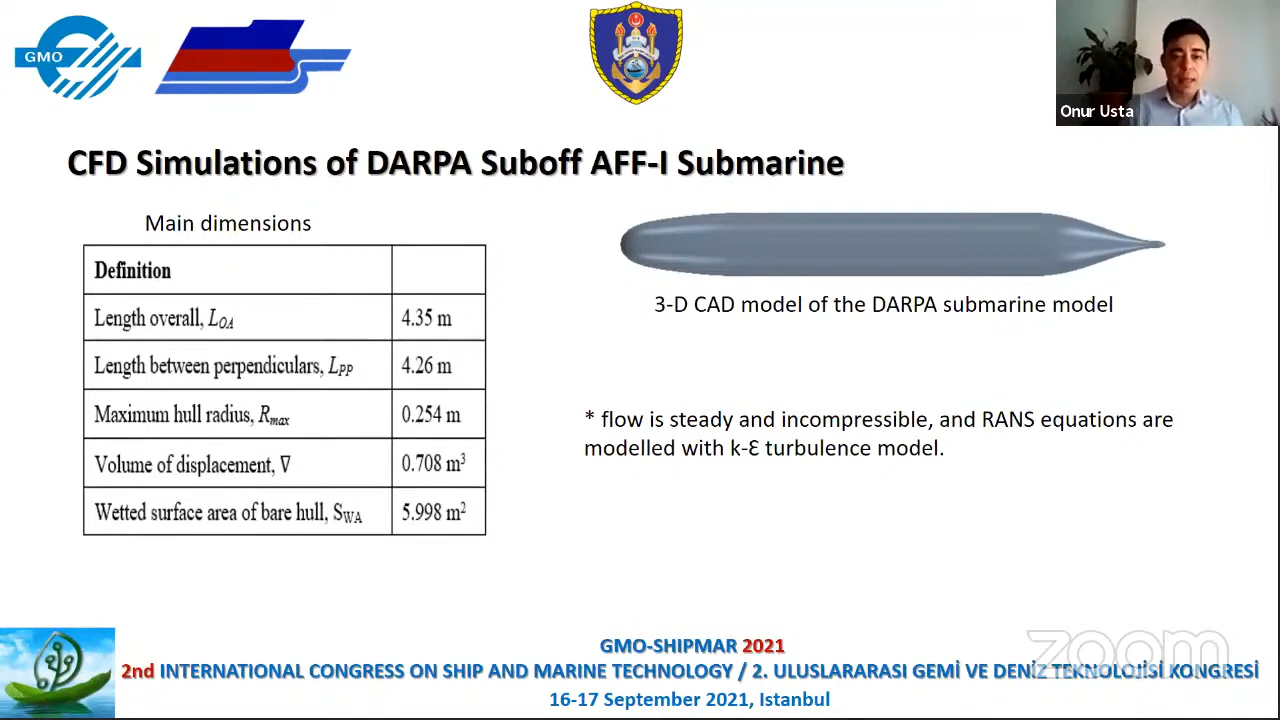 GMO
Onur Usta
CFD Simulations of DARPA Suboff AFF-I Submarine
Main dimensions
Definition
Length overall, L_OA 4.35 m
Length between perpendiculars, L_PP 4.26 m
Maximum hull radius, R_max 0.254 m
Volume of displacement, ∇ 0.708 m³
Wetted surface area of bare hull, S_WA 5.998 m²
3-D CAD model of the DARPA submarine model
* flow is steady and incompressible, and RANS equations are
modelled with k-Ɛ turbulence model.
GMO-SHIPMAR 2021
2nd INTERNATIONAL CONGRESS ON SHIP AND MARINE TECHNOLOGY / 2. ULUSLARARASI GEMİ VE DENİZ TEKNOLOJİSİ KONGRESİ
16-17 September 2021, Istanbul
zoom